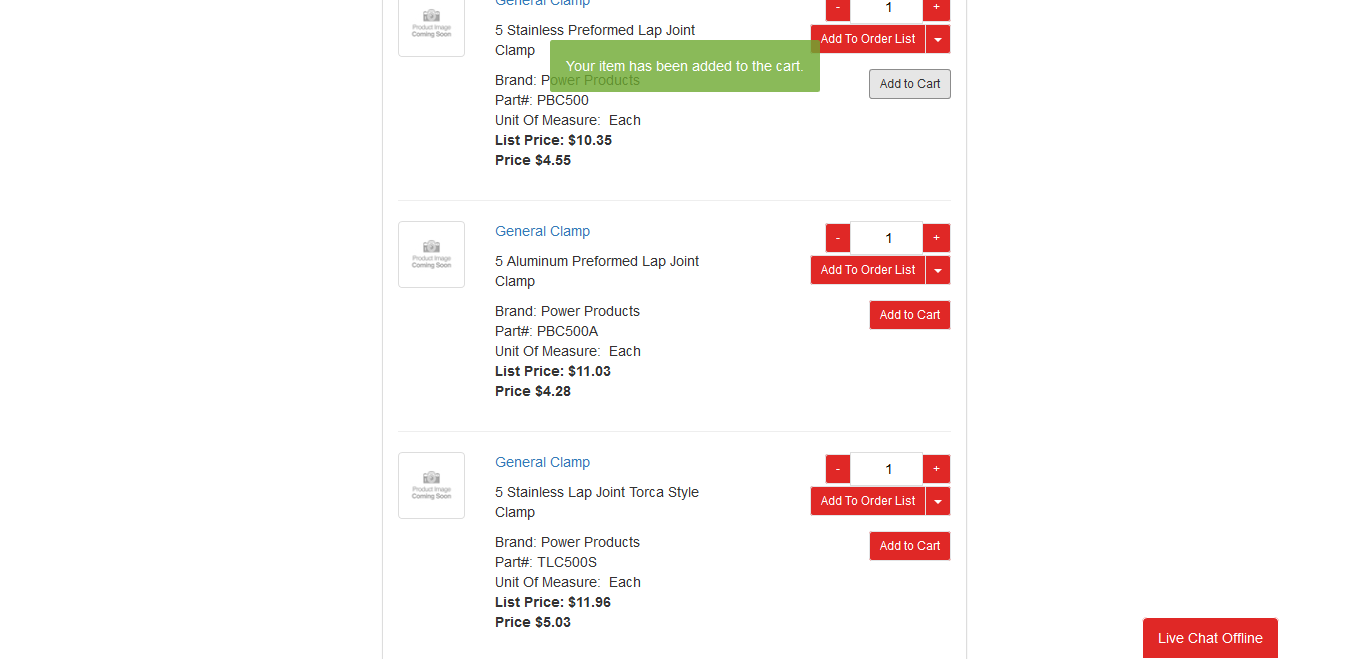 General Clamp
- 1 +
Product Image
Coming Soon
5 Stainless Preformed Lap Joint
Clamp
Add To Order List
Your item has been added to the cart.
Brand: Power Products
Add to Cart
Part#: PBC500
Unit Of Measure: Each
List Price: $10.35
Price $4.55
General Clamp
- 1 +
Product Image
Coming Soon
5 Aluminum Preformed Lap Joint
Clamp
Add To Order List
Brand: Power Products
Add to Cart
Part#: PBC500A
Unit Of Measure: Each
List Price: $11.03
Price $4.28
General Clamp
- 1 +
Product Image
Coming Soon
5 Stainless Lap Joint Torca Style
Clamp
Add To Order List
Brand: Power Products
Add to Cart
Part#: TLC500S
Unit Of Measure: Each
List Price: $11.96
Price $5.03
Live Chat Offline